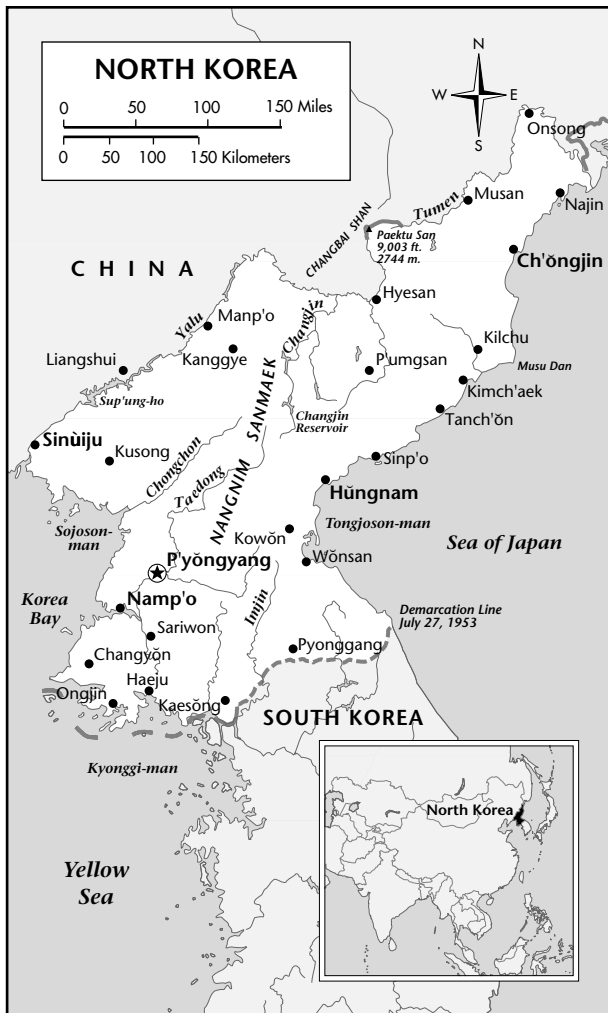 NORTH KOREA
0 50 100 150 Miles
0 50 100 150 Kilometers
N
W E
S
Onsong
Musan
Tumen
Najin
CHANGBAI SHAN
Paektu San
9,003 ft.
2744 m.
Ch'ŏngjin
CHINA
Hyesan
Yalu
Manp'o
Changjin
Kanggye
Kilchu
Liangshui
P'umgsan
Musu Dan
Kimch'aek
Sup'ung-ho
Changjin
Reservoir
Tanch'ŏn
NANGNIM SANMAEK
Sinùiju
Kusong
Chongchon
Sinp'o
Taedong
Hŭngnam
Tongjoson-man
Sojoson-
man
Kowŏn
Sea of Japan
P'yŏngyang
Wŏnsan
Korea
Bay
Namp'o
Imjin
Demarcation Line
July 27, 1953
Sariwon
Pyonggang
Changyŏn
Haeju
Ongjin
Kaesŏng
SOUTH KOREA
Kyonggi-man
North Korea
Yellow
Sea